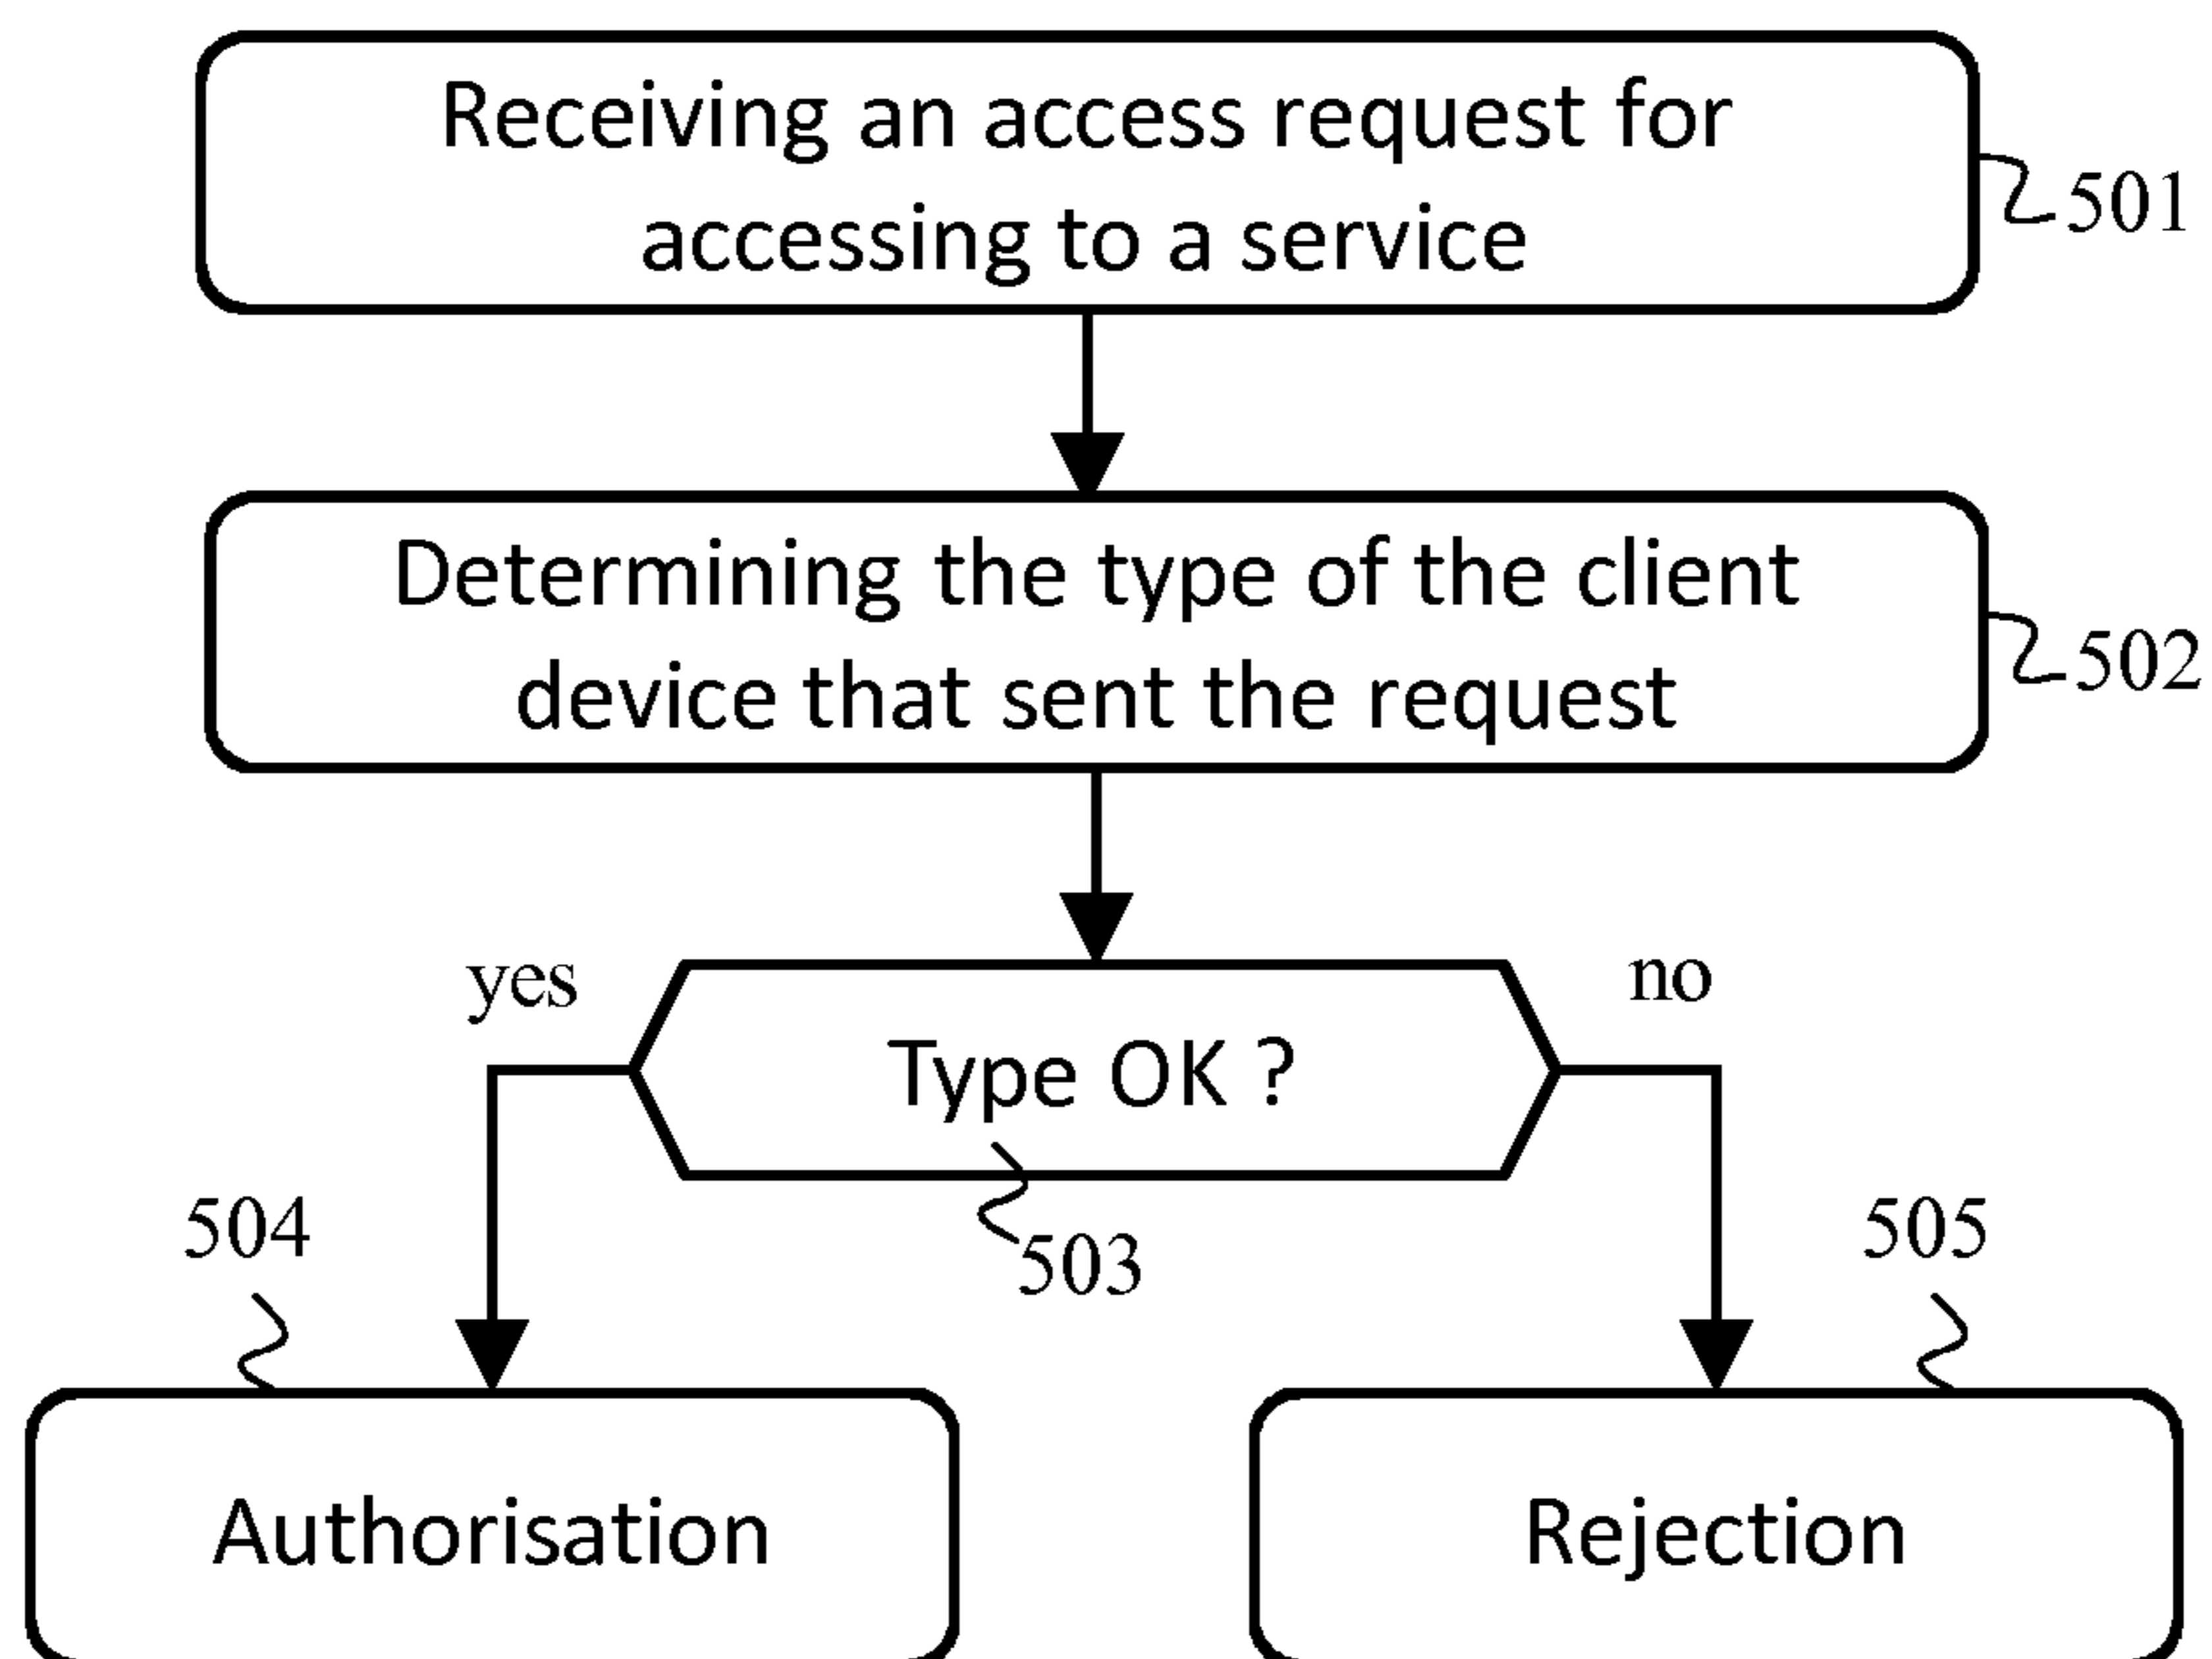 Receiving an access request for
accessing to a service
501
Determining the type of the client
device that sent the request
502
yes
no
Type OK ?
503
504
505
Authorisation
Rejection